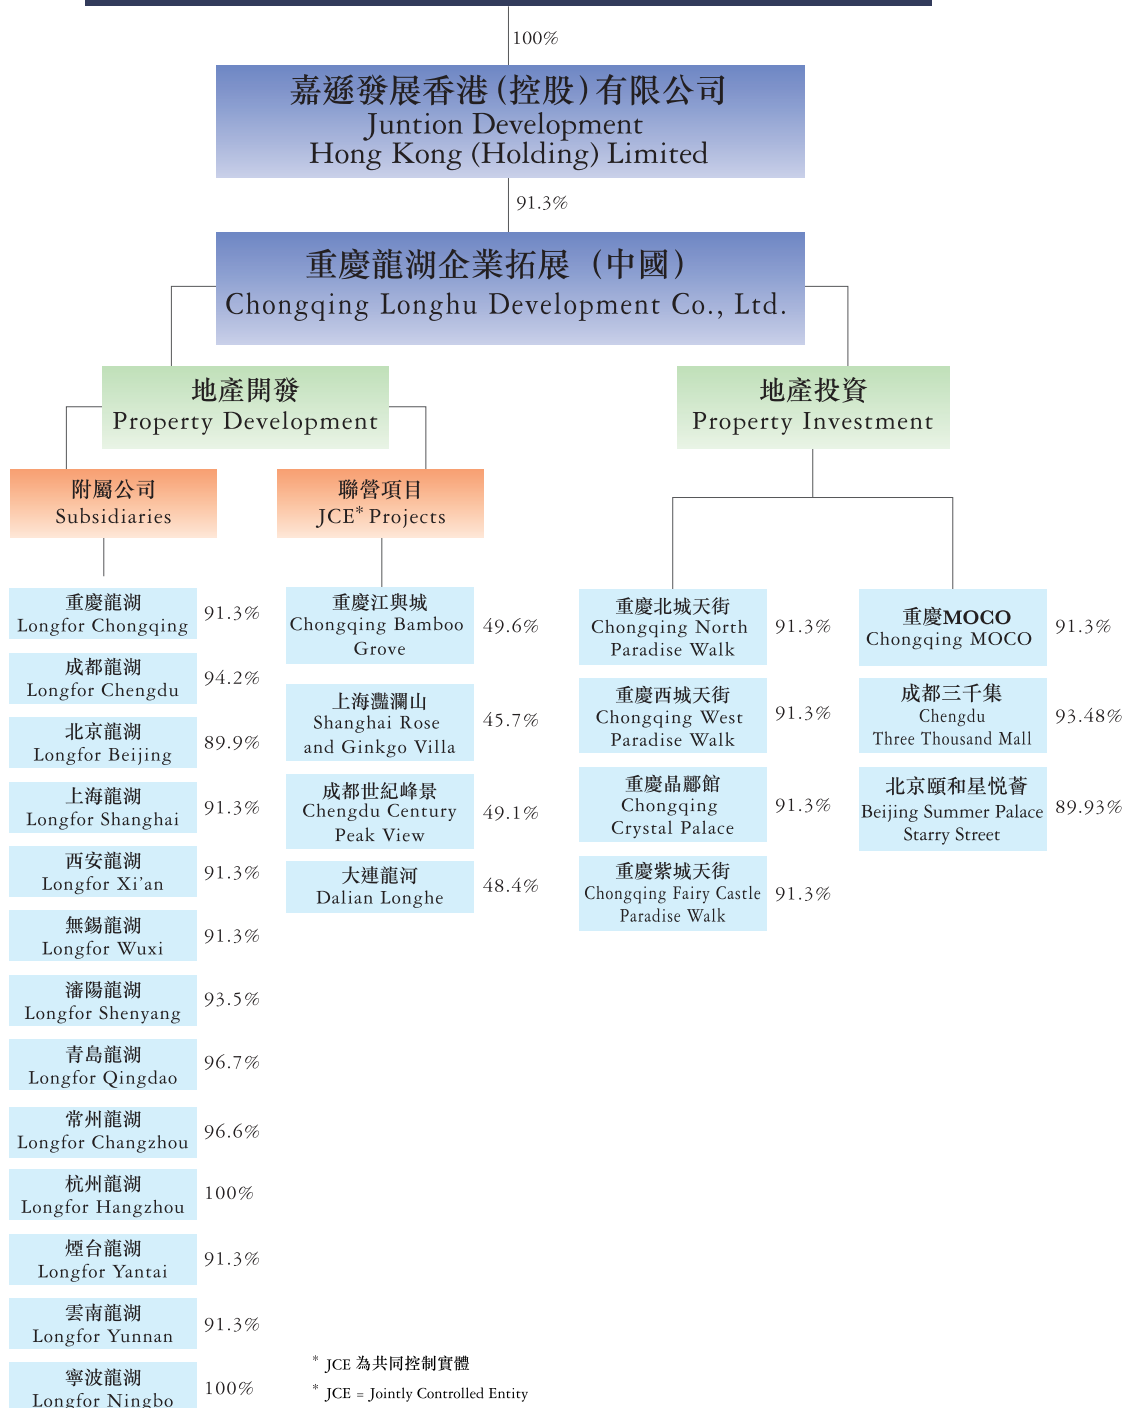 100%
嘉遜發展香港(控股)有限公司
Juntion Development
Hong Kong (Holding) Limited
91.3%
重慶龍湖企業拓展（中國）
Chongqing Longhu Development Co., Ltd.
地產開發
Property Development
地產投資
Property Investment
附屬公司
Subsidiaries
聯營項目
JCE* Projects
重慶龍湖
Longfor Chongqing
91.3%
成都龍湖
Longfor Chengdu
94.2%
北京龍湖
Longfor Beijing
89.9%
上海龍湖
Longfor Shanghai
91.3%
西安龍湖
Longfor Xi’an
91.3%
無錫龍湖
Longfor Wuxi
91.3%
瀋陽龍湖
Longfor Shenyang
93.5%
青島龍湖
Longfor Qingdao
96.7%
常州龍湖
Longfor Changzhou
96.6%
杭州龍湖
Longfor Hangzhou
100%
煙台龍湖
Longfor Yantai
91.3%
雲南龍湖
Longfor Yunnan
91.3%
寧波龍湖
Longfor Ningbo
100%
重慶江與城
Chongqing Bamboo
Grove
49.6%
上海灩瀾山
Shanghai Rose
and Ginkgo Villa
45.7%
成都世紀峰景
Chengdu Century
Peak View
49.1%
大連龍河
Dalian Longhe
48.4%
重慶北城天街
Chongqing North
Paradise Walk
91.3%
重慶西城天街
Chongqing West
Paradise Walk
91.3%
重慶晶酈館
Chongqing
Crystal Palace
91.3%
重慶紫城天街
Chongqing Fairy Castle
Paradise Walk
91.3%
重慶MOCO
Chongqing MOCO
91.3%
成都三千集
Chengdu
Three Thousand Mall
93.48%
北京頤和星悦薈
Beijing Summer Palace
Starry Street
89.93%
* JCE 為共同控制實體
* JCE = Jointly Controlled Entity